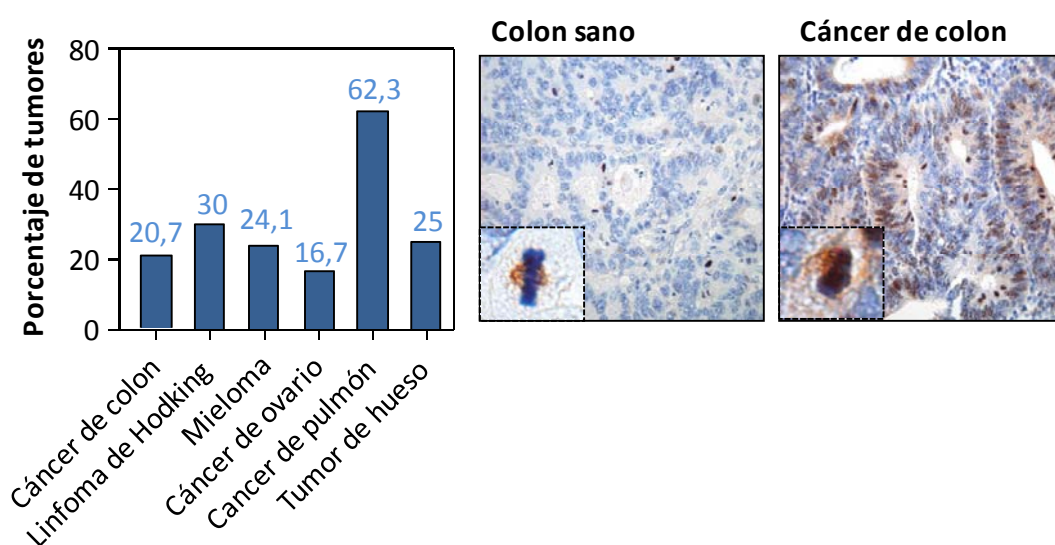 Porcentaje de tumores
80
60
40
20
0
20,7
30
24,1
16,7
62,3
25
Cáncer de colon
Linfoma de Hodking
Mieloma
Cáncer de ovario
Cancer de pulmón
Tumor de hueso
Colon sano
Cáncer de colon